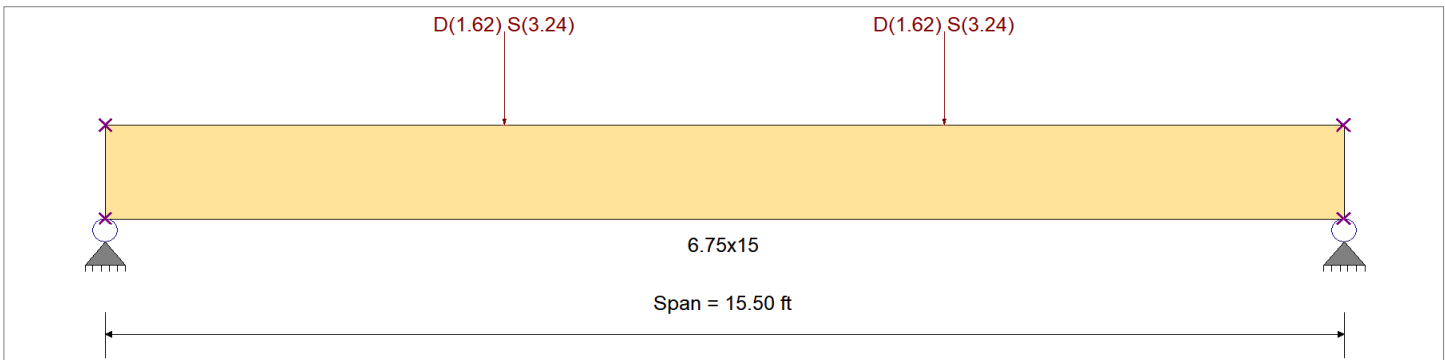 D(1.62) S(3.24) D(1.62) S(3.24)
6.75x15
Span = 15.50 ft